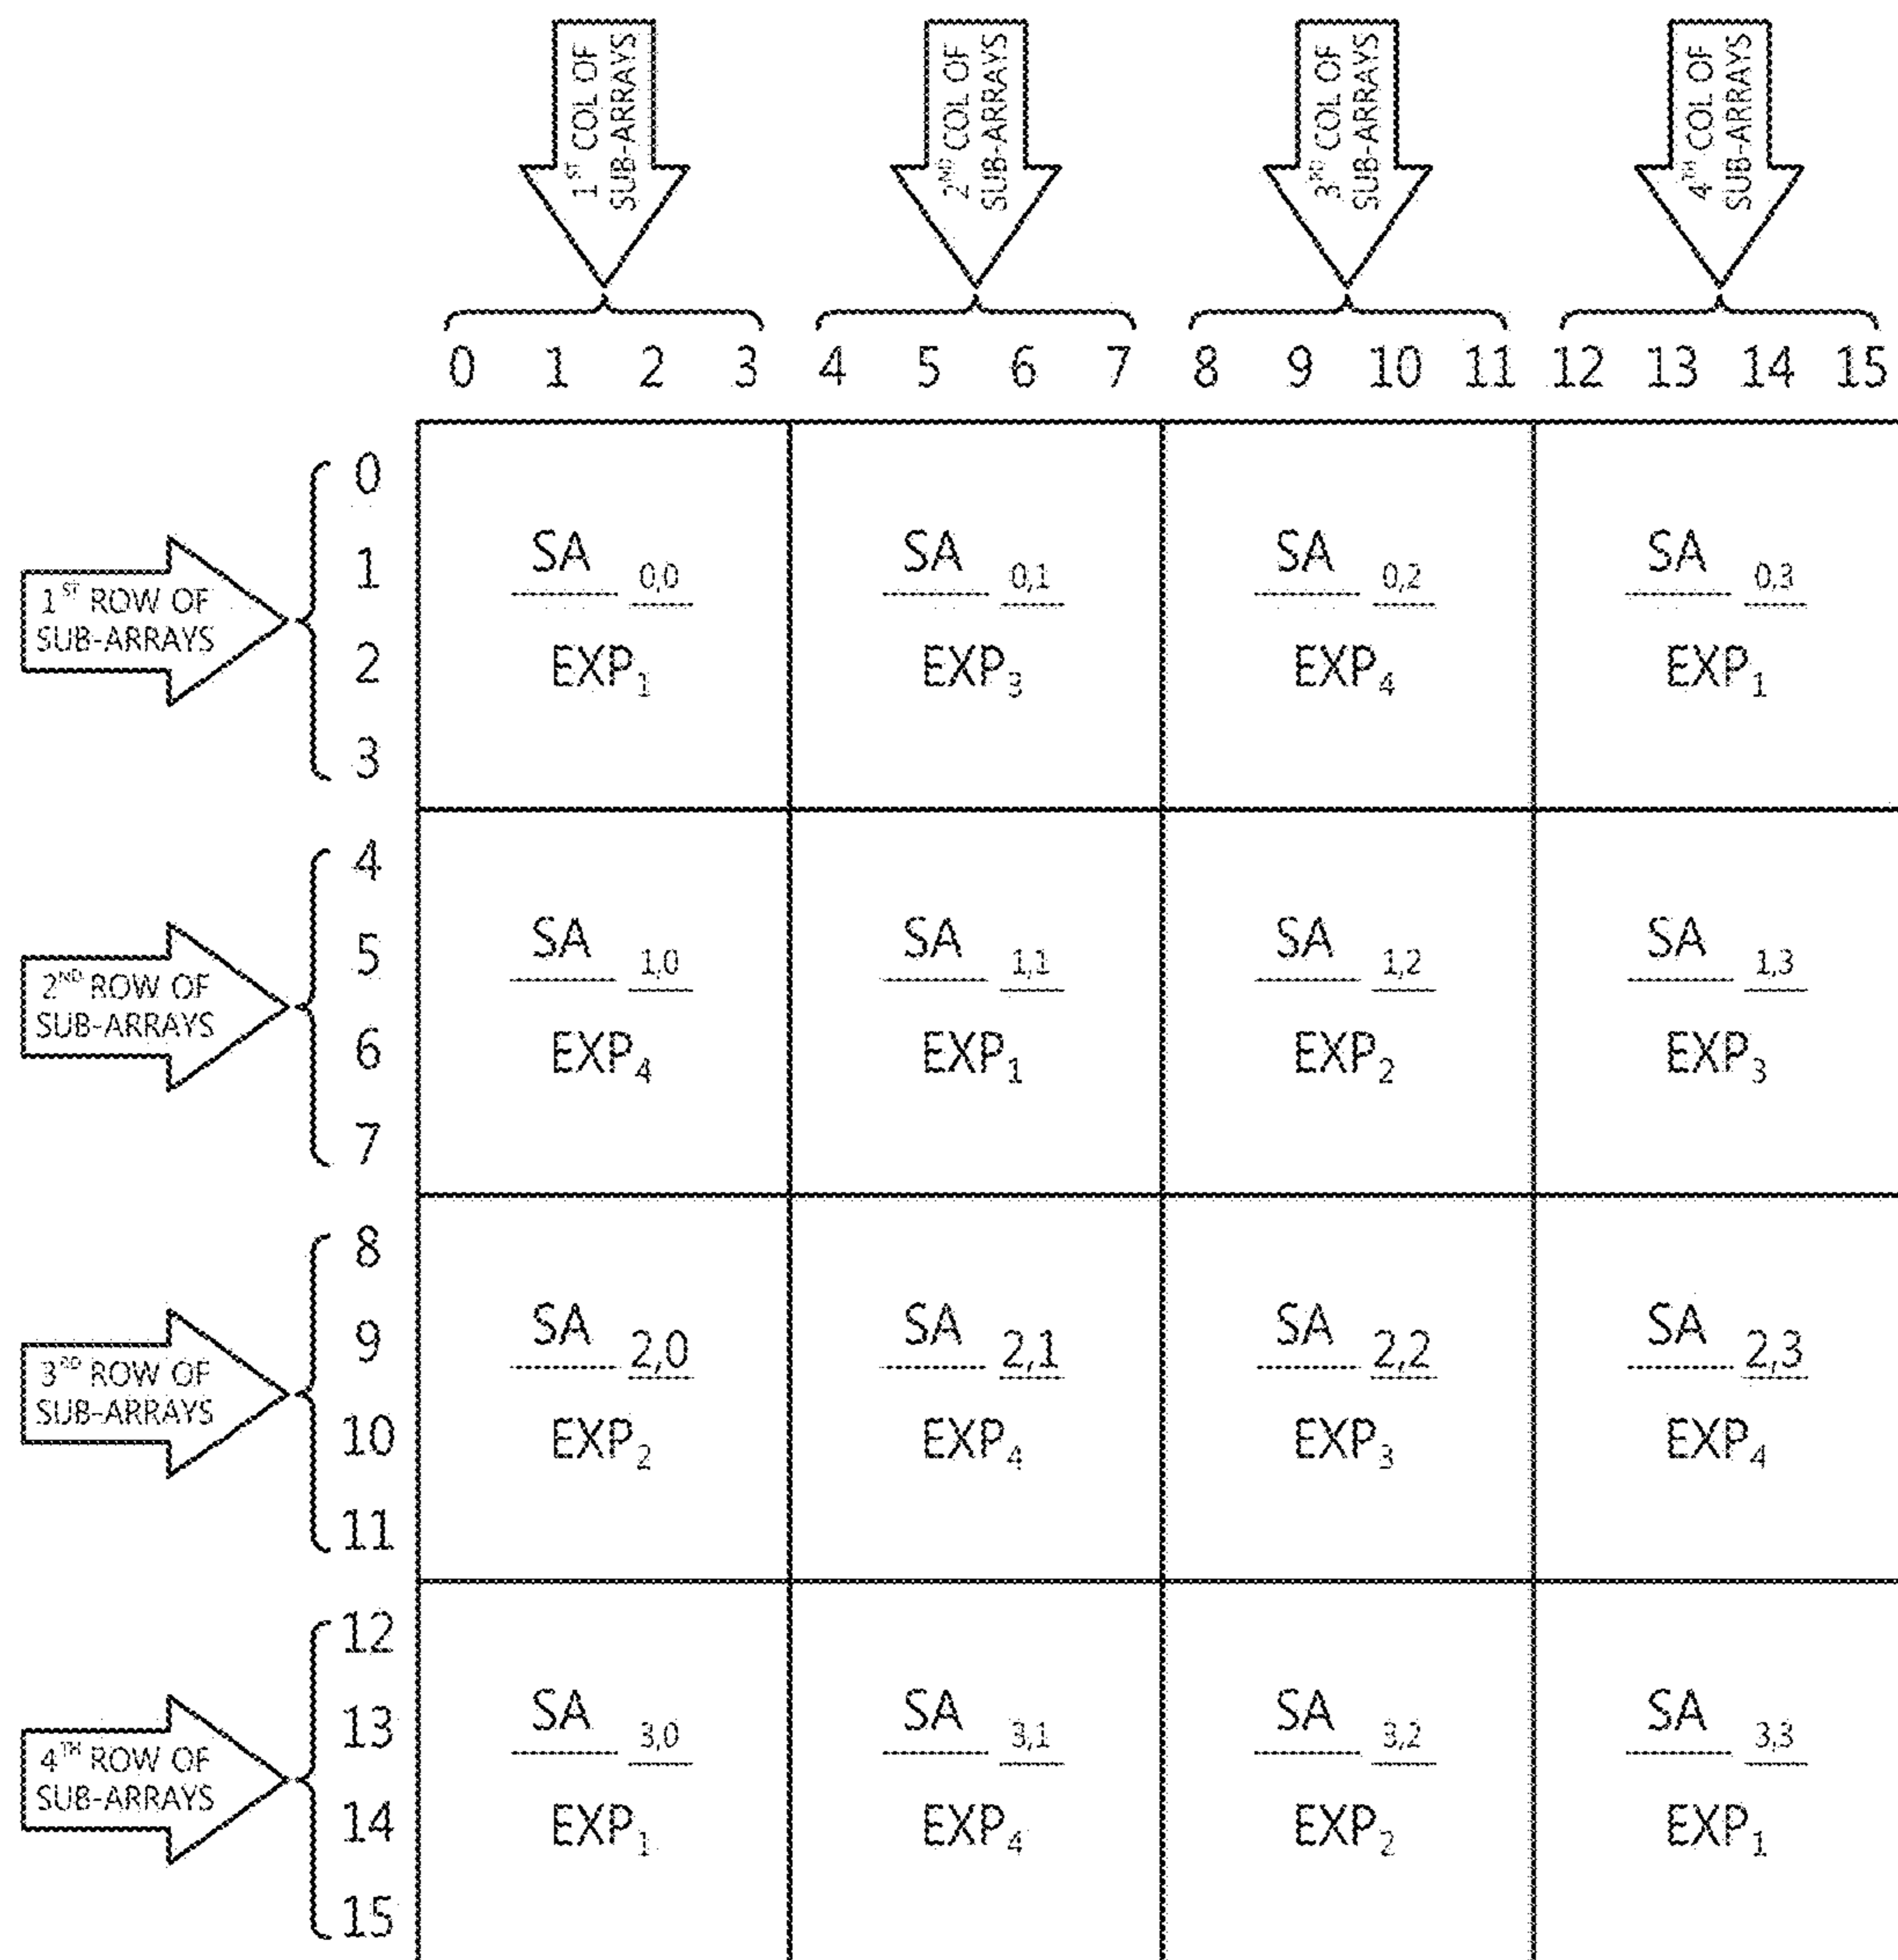 1ST COL OF
SUB-ARRAYS
2ND COL OF
SUB-ARRAYS
3RD COL OF
SUB-ARRAYS
4TH COL OF
SUB-ARRAYS
0 1 2 3 4 5 6 7 8 9 10 11 12 13 14 15
1ST ROW OF
SUB-ARRAYS
0
1
2
3
SA 0,0
EXP1
SA 0,1
EXP3
SA 0,2
EXP4
SA 0,3
EXP1
2ND ROW OF
SUB-ARRAYS
4
5
6
7
SA 1,0
EXP4
SA 1,1
EXP1
SA 1,2
EXP2
SA 1,3
EXP3
3RD ROW OF
SUB-ARRAYS
8
9
10
11
SA 2,0
EXP2
SA 2,1
EXP4
SA 2,2
EXP3
SA 2,3
EXP4
4TH ROW OF
SUB-ARRAYS
12
13
14
15
SA 3,0
EXP1
SA 3,1
EXP4
SA 3,2
EXP2
SA 3,3
EXP1